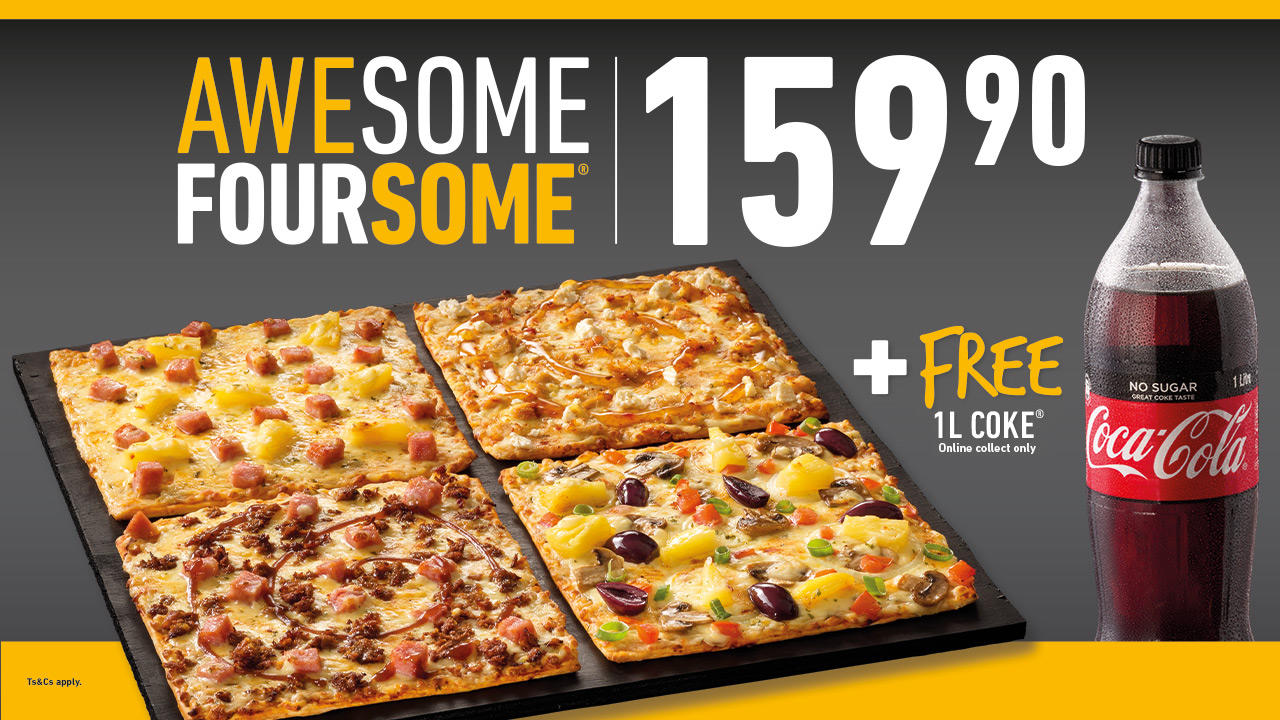 AWESOME
FOURSOME®
159⁹⁰
+ FREE
1L COKE®
Online collect only
NO SUGAR
GREAT COKE TASTE
1 Litre
Coca-Cola
Ts&Cs apply.